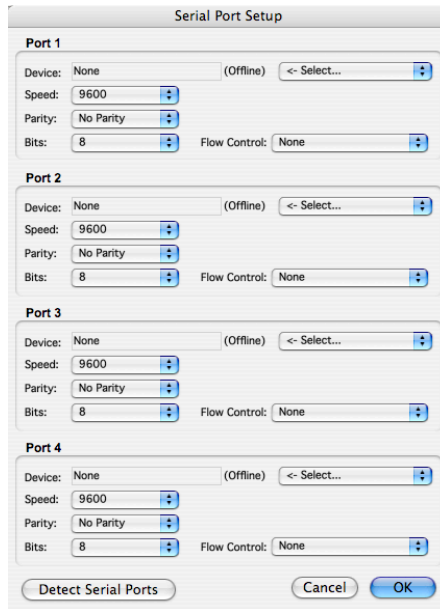 Serial Port Setup
Port 1
Device: None (Offline) <- Select...
Speed: 9600
Parity: No Parity
Bits: 8 Flow Control: None
Port 2
Device: None (Offline) <- Select...
Speed: 9600
Parity: No Parity
Bits: 8 Flow Control: None
Port 3
Device: None (Offline) <- Select...
Speed: 9600
Parity: No Parity
Bits: 8 Flow Control: None
Port 4
Device: None (Offline) <- Select...
Speed: 9600
Parity: No Parity
Bits: 8 Flow Control: None
Detect Serial Ports Cancel OK